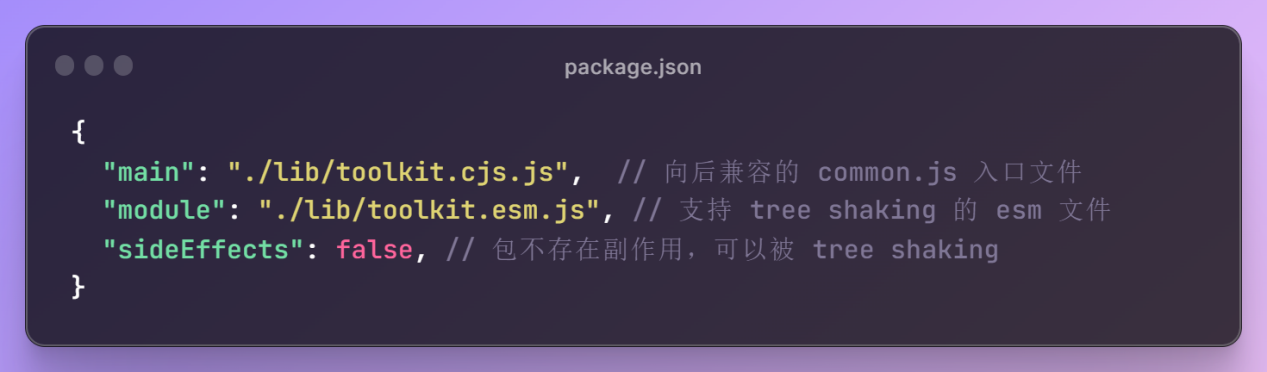 package.json
{
  "main": "./lib/toolkit.cjs.js",  // 向后兼容的 common.js 入口文件
  "module": "./lib/toolkit.esm.js", // 支持 tree shaking 的 esm 文件
  "sideEffects": false, // 包不存在副作用，可以被 tree shaking
}